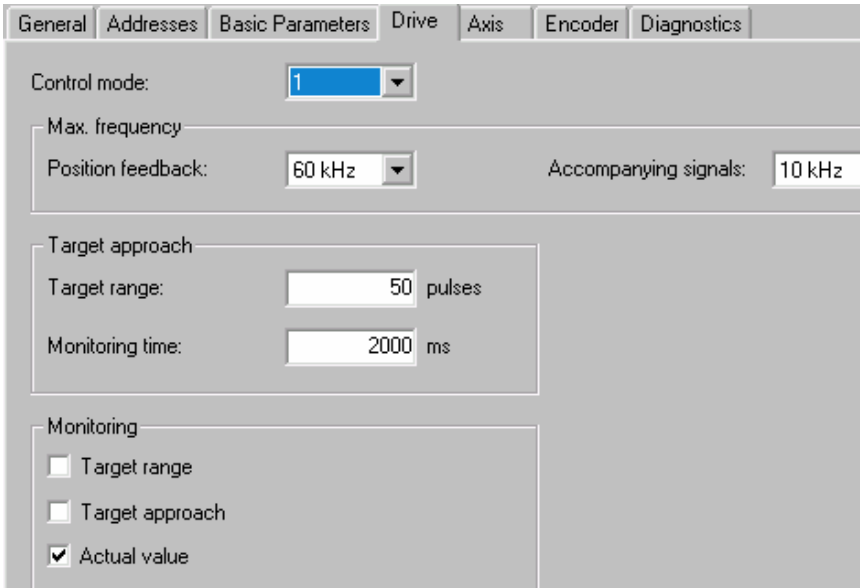 General Addresses Basic Parameters Drive Axis Encoder Diagnostics
Control mode: 1
Max. frequency
Position feedback: 60 kHz Accompanying signals: 10 kHz
Target approach
Target range: 50 pulses
Monitoring time: 2000 ms
Monitoring
Target range
Target approach
Actual value